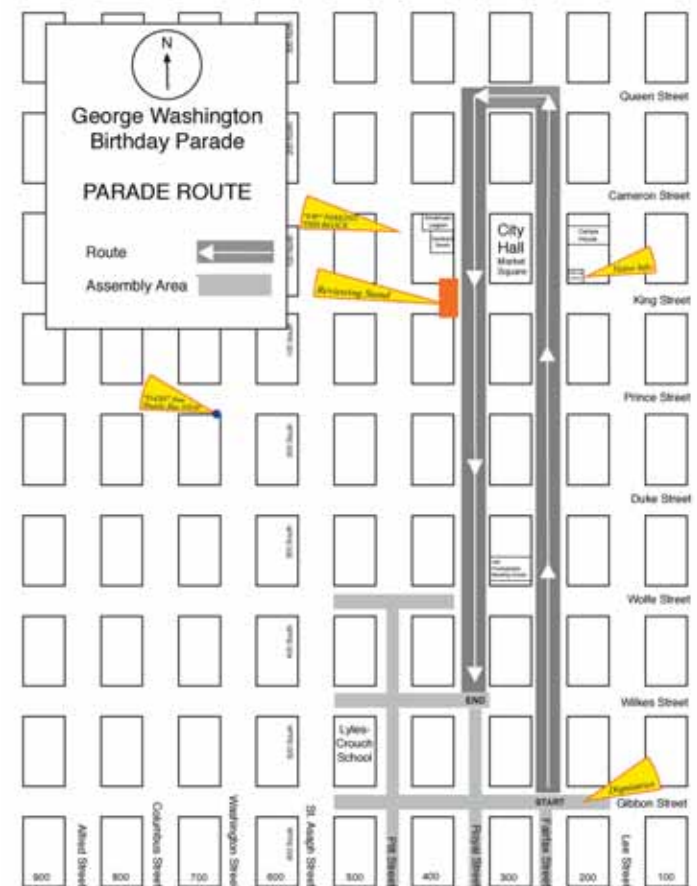 N
George Washington
Birthday Parade
PARADE ROUTE
Route
Assembly Area
Queen Street
Cameron Street
City
Hall
Market
Square
Reviewing Stand
King Street
Prince Street
Duke Street
Wolfe Street
END
Wilkes Street
Lyles-
Crouch
School
Dignitaries
START
Gibbon Street
Alfred Street
Columbus Street
Washington Street
St. Asaph Street
Pitt Street
Royal Street
Fairfax Street
Lee Street
900
800
700
600
500
400
300
200
100